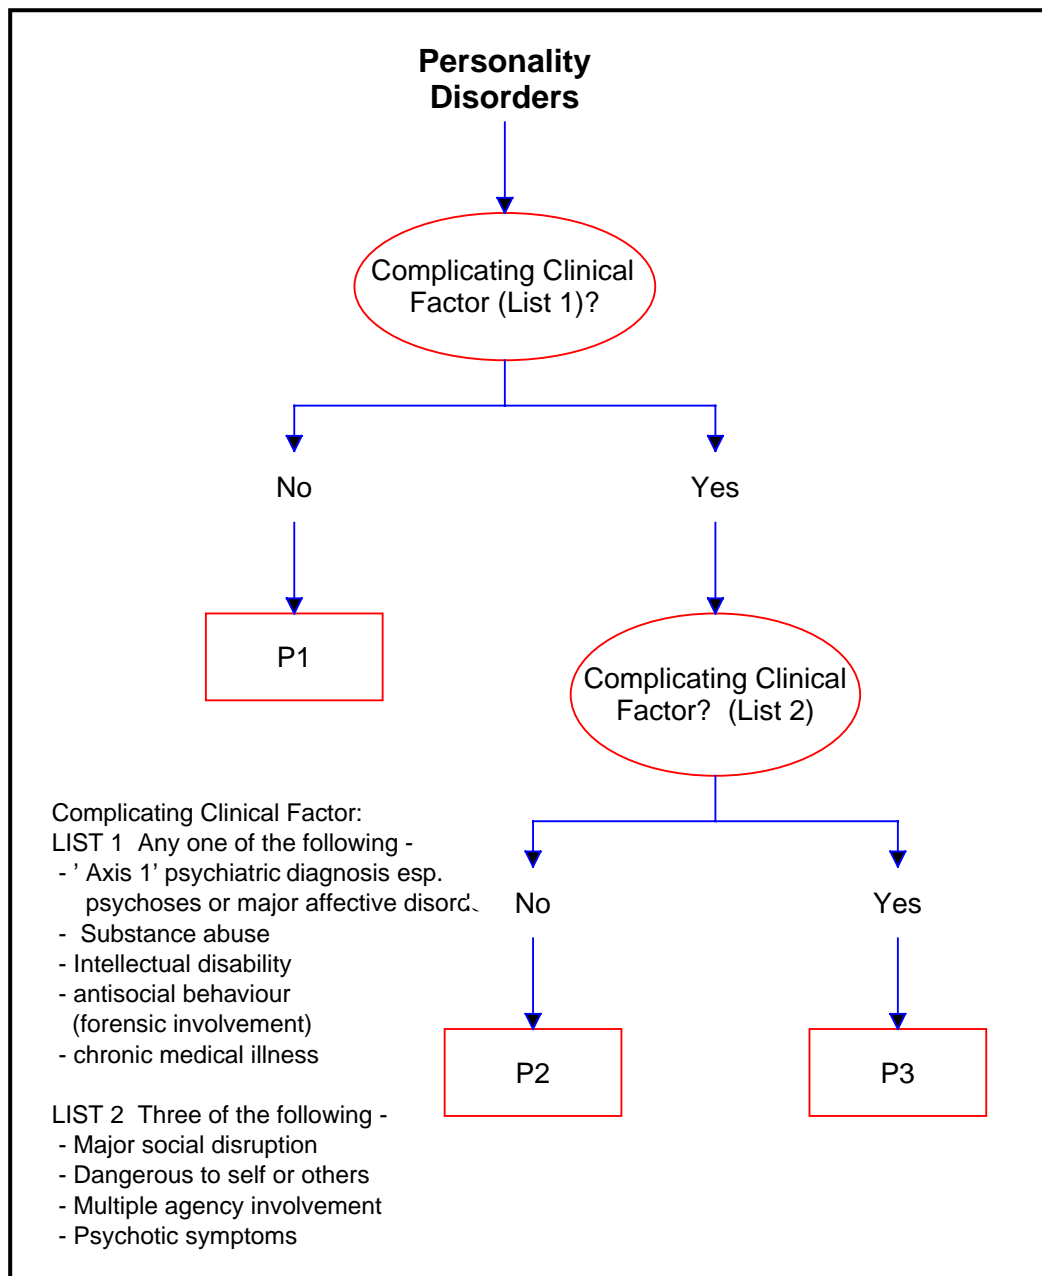 Personality
Disorders
Complicating Clinical
Factor (List 1)?
No
Yes
P1
Complicating Clinical
Factor? (List 2)
Complicating Clinical Factor:
LIST 1 Any one of the following -
- ’ Axis 1’ psychiatric diagnosis esp.
psychoses or major affective
- Substance abuse
- Intellectual disability
- antisocial behaviour
(forensic involvement)
- chronic medical illness
No
Yes
P2
P3
LIST 2 Three of the following -
- Major social disruption
- Dangerous to self or others
- Multiple agency involvement
- Psychotic symptoms